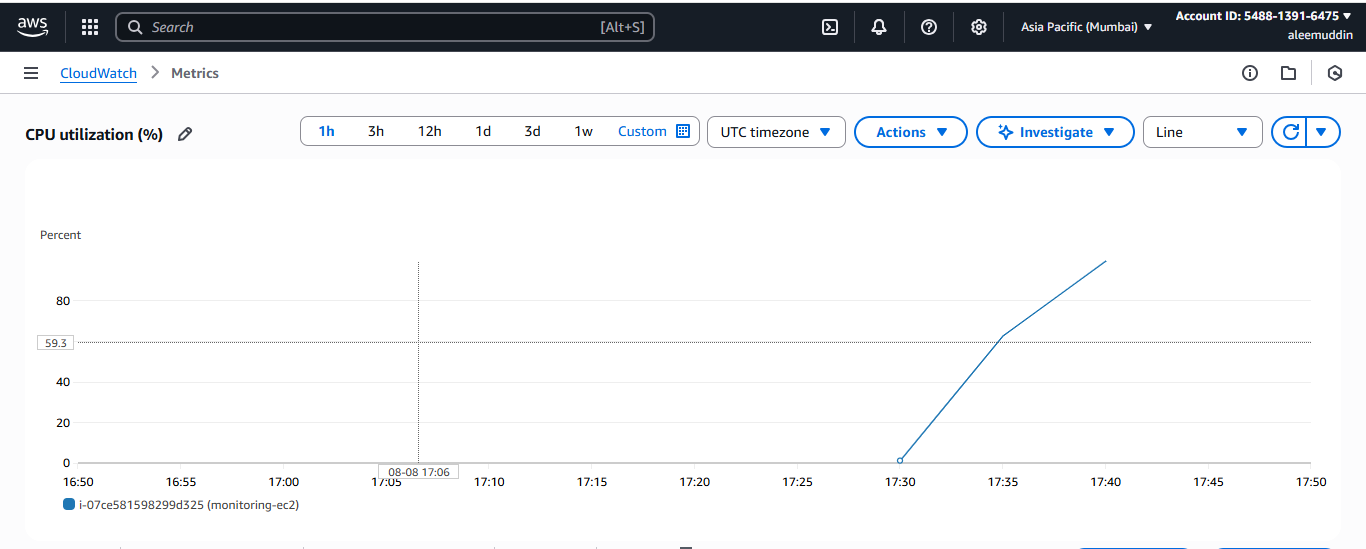 aws
Search [Alt+S]
Asia Pacific (Mumbai)
Account ID: 5488-1391-6475
aleemuddin
CloudWatch Metrics
CPU utilization (%)
1h 3h 12h 1d 3d 1w Custom
UTC timezone
Actions
Investigate
Line
Percent
80
59.3
40
20
0
16:50 16:55 17:00 17:05 17:10 17:15 17:20 17:25 17:30 17:35 17:40 17:45 17:50
08-08 17:06
i-07ce581598299d325 (monitoring-ec2)